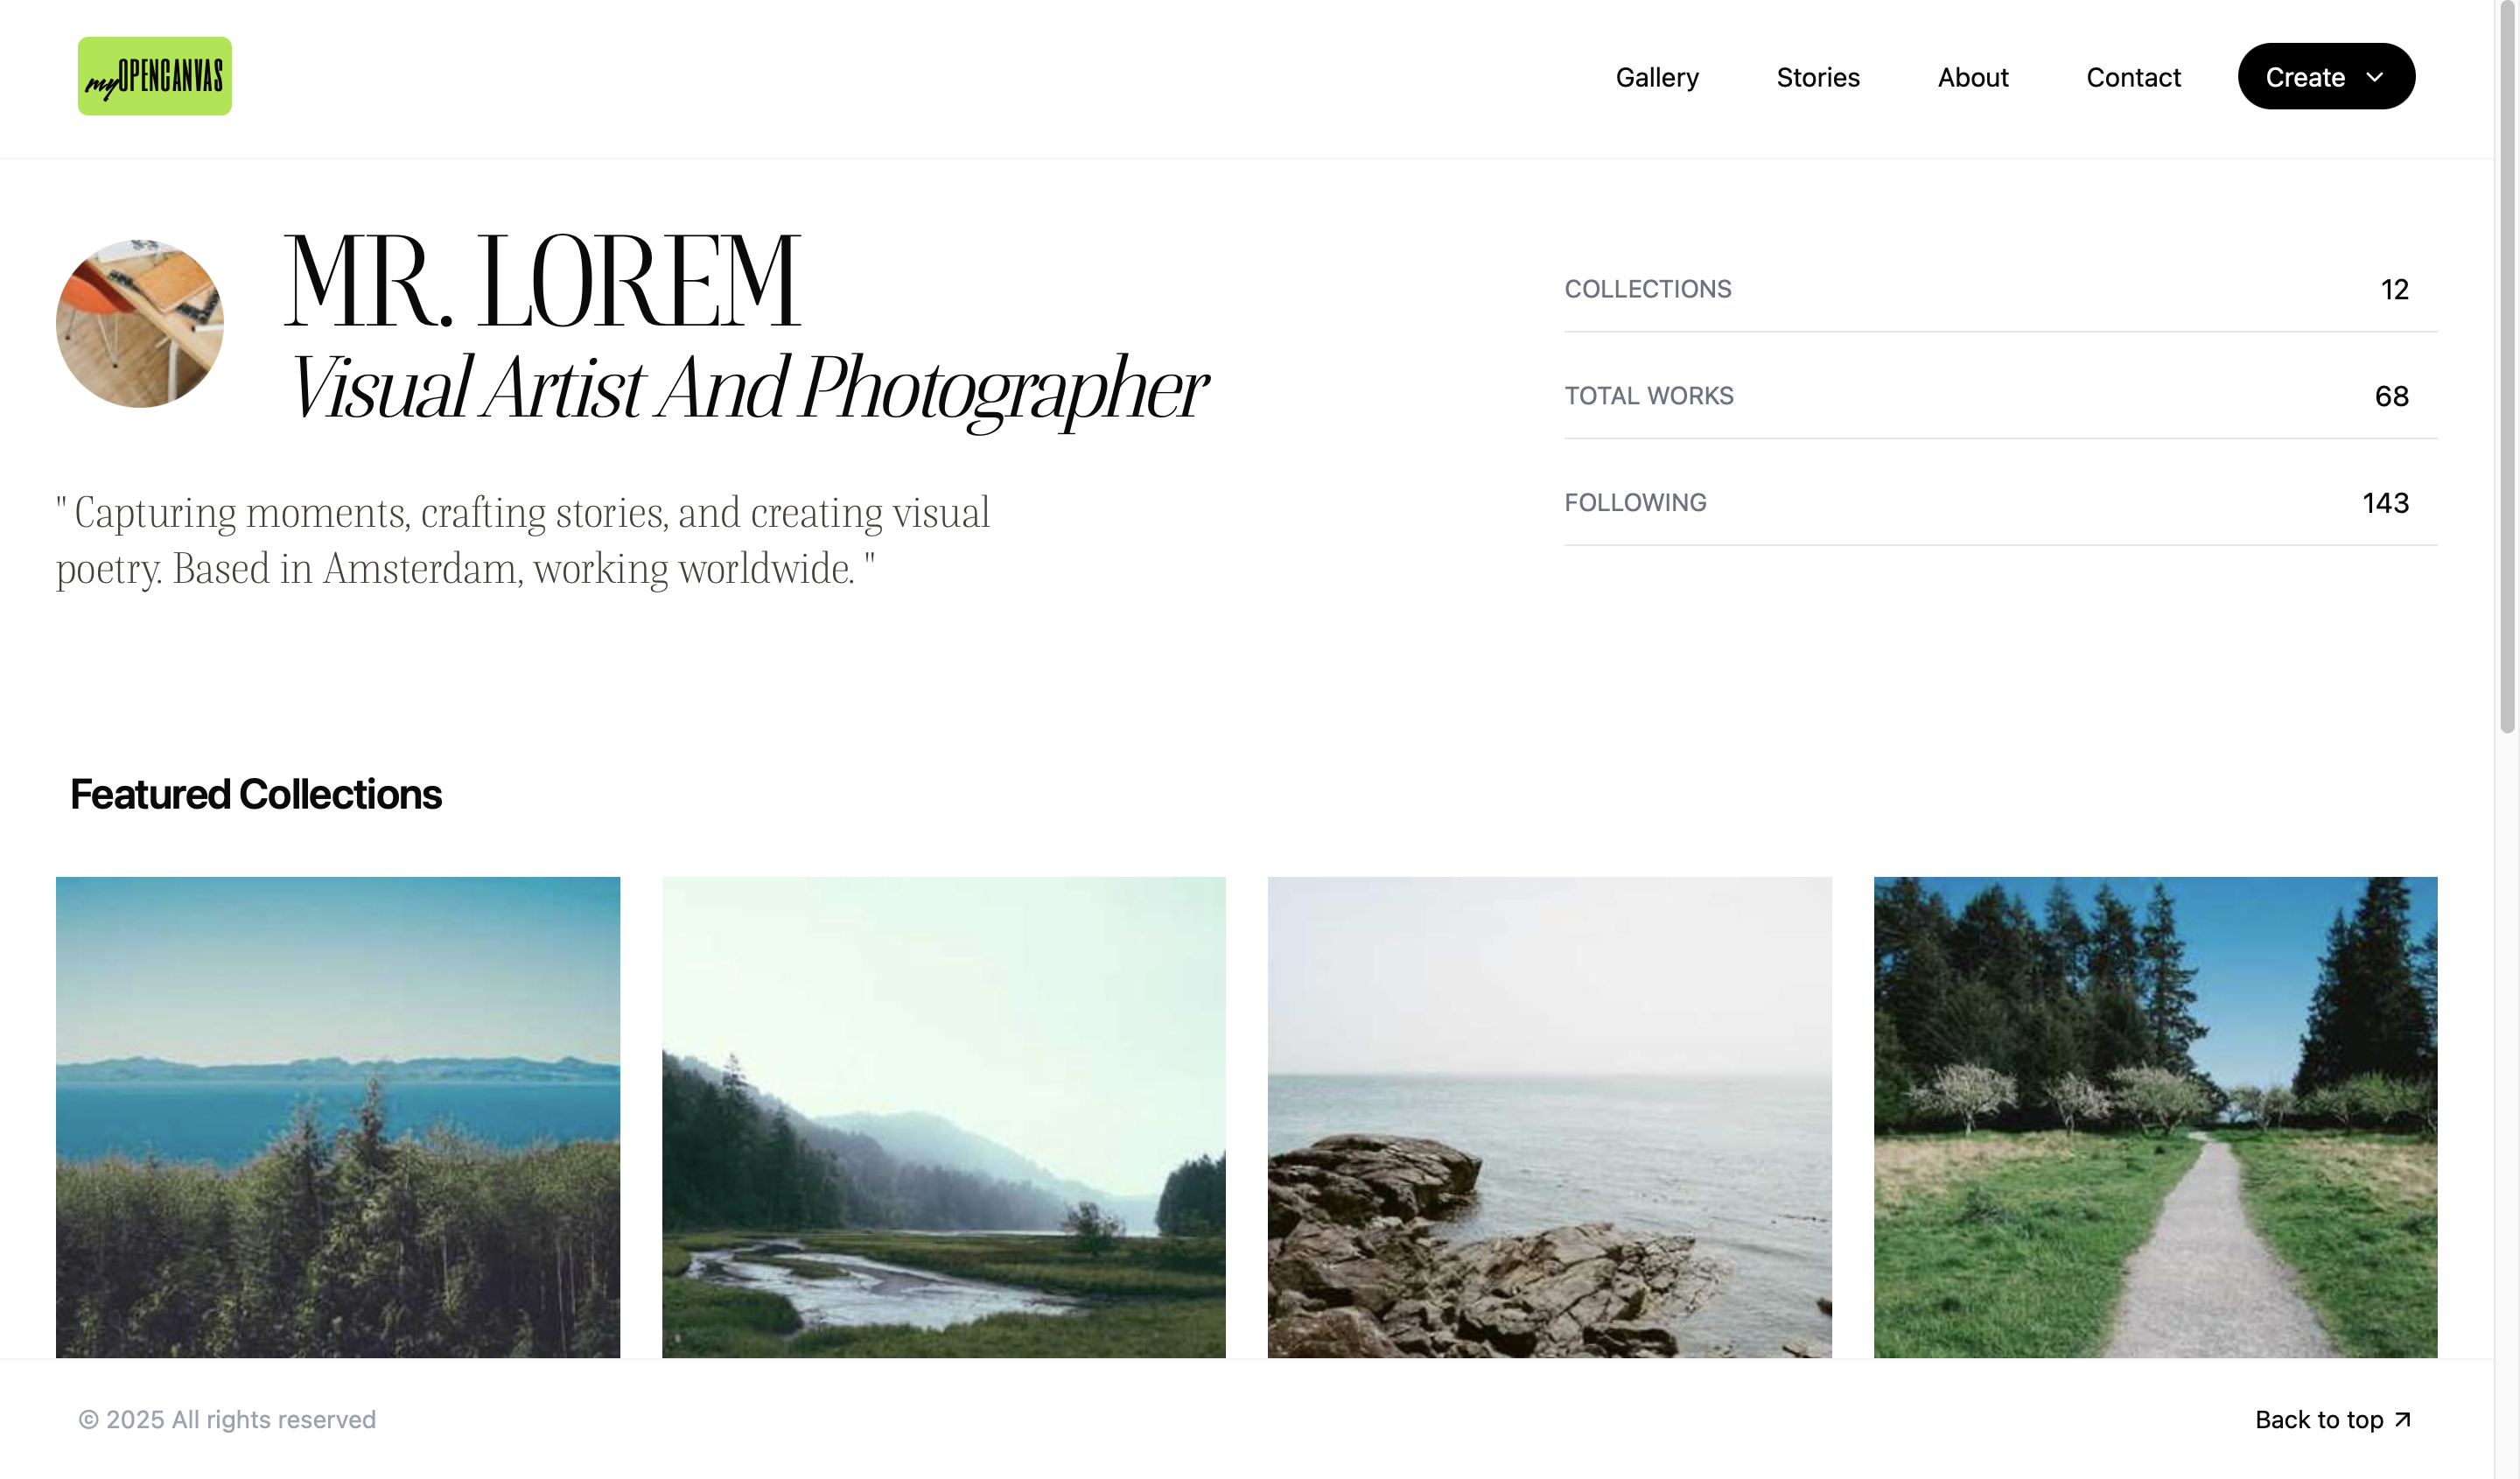 myOPENCANVAS
Gallery
Stories
About
Contact
Create
MR. LOREM
Visual Artist And Photographer
" Capturing moments, crafting stories, and creating visual
poetry. Based in Amsterdam, working worldwide. "
COLLECTIONS 12
TOTAL WORKS 68
FOLLOWING 143
Featured Collections
© 2025 All rights reserved
Back to top